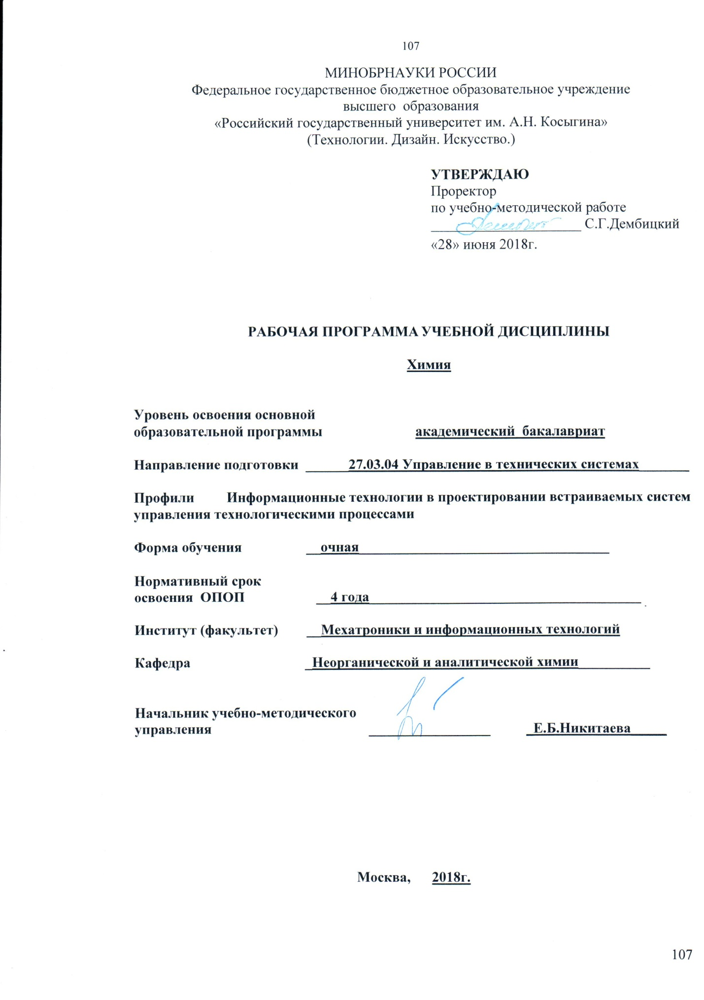 107
МИНОБРНАУКИ РОССИИ
Федеральное государственное бюджетное образовательное учреждение
высшего образования
«Российский государственный университет им. А.Н. Косыгина»
(Технологии. Дизайн. Искусство.)
УТВЕРЖДАЮ
Проректор
по учебно-методической работе
С.Г.Дембицкий
«28» июня 2018г.
РАБОЧАЯ ПРОГРАММА УЧЕБНОЙ ДИСЦИПЛИНЫ
Химия
Уровень освоения основной
образовательной программы академический бакалавриат
Направление подготовки 27.03.04 Управление в технических системах
Профили Информационные технологии в проектировании встраиваемых систем
управления технологическими процессами
Форма обучения очная
Нормативный срок
освоения ОПОП 4 года
Институт (факультет) Мехатроники и информационных технологий
Кафедра Неорганической и аналитической химии
Начальник учебно-методического
управления Е.Б.Никитаева
Москва, 2018г.
107